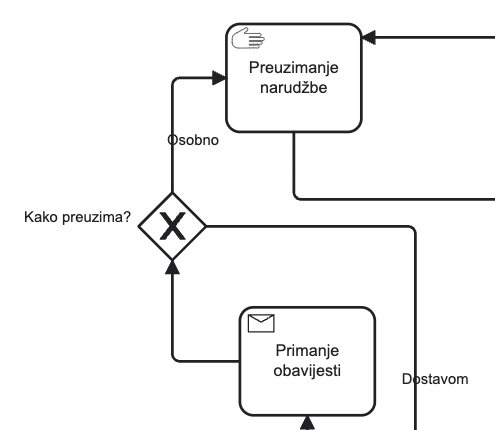 Preuzimanje
narudžbe
Osobno
Kako preuzima?
X
Primanje
obavijesti
Dostavom